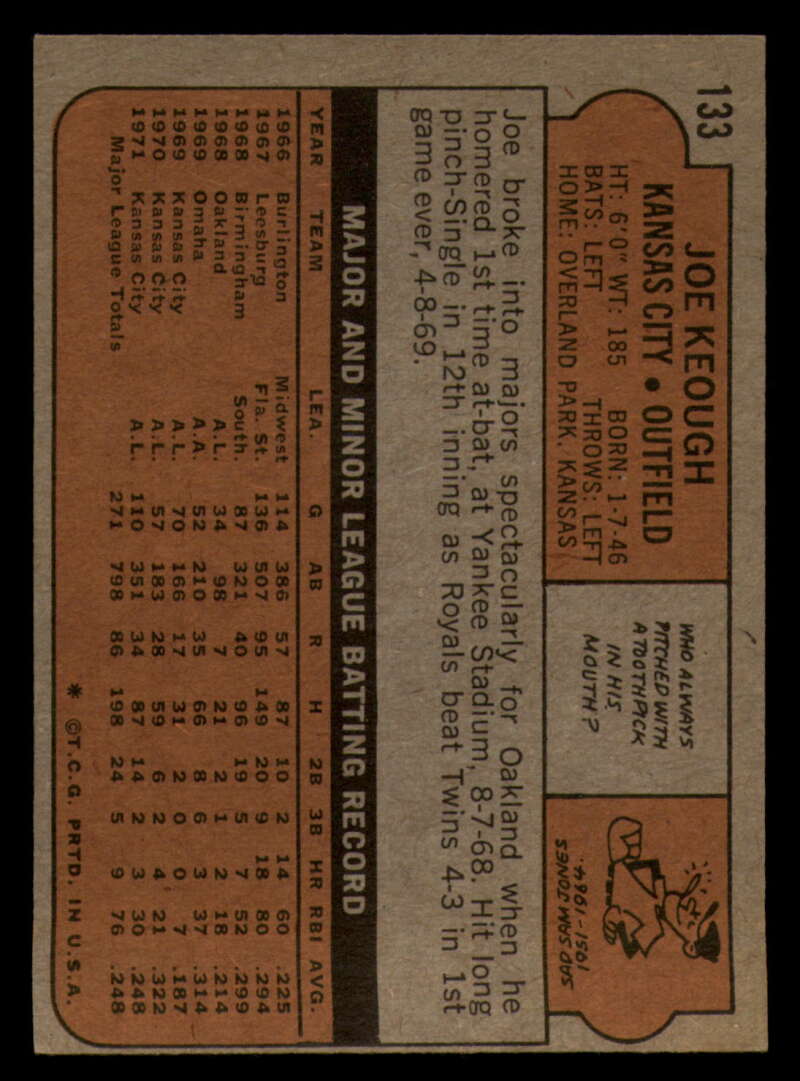 133
JOE KEOUGH
KANSAS CITY • OUTFIELD
HT: 6'0" WT: 185 BORN: 1-7-46
BATS: LEFT THROWS: LEFT
HOME: OVERLAND PARK, KANSAS
WHO ALWAYS
PITCHED WITH
A TOOTHPICK
IN HIS
MOUTH?
SAD SAM JONES
1951-1964.
Joe broke into majors spectacularly for Oakland when he
homered 1st time at-bat, at Yankee Stadium, 8-7-68. Hit long
pinch-Single in 12th inning as Royals beat Twins 4-3 in 1st
game ever, 4-8-69.
MAJOR AND MINOR LEAGUE BATTING RECORD
YEAR TEAM LEA. G AB R H 2B 3B HR RBI AVG.
1966 Burlington Midwest 114 386 57 87 10 2 14 60 .225
1967 Leesburg Fla. St. 136 507 95 149 20 9 18 80 .294
1968 Birmingham South. 87 321 40 96 19 5 7 52 .299
1968 Oakland A.L. 34 98 7 21 2 1 2 18 .214
1969 Omaha A.A. 52 210 35 66 8 6 3 37 .314
1969 Kansas City A.L. 70 166 17 31 2 0 0 7 .187
1970 Kansas City A.L. 57 183 28 59 6 2 4 21 .322
1971 Kansas City A.L. 110 351 34 87 14 2 3 30 .248
Major League Totals 271 798 86 198 24 5 9 76 .248
* ©T.C.G. PRTD. IN U.S.A.